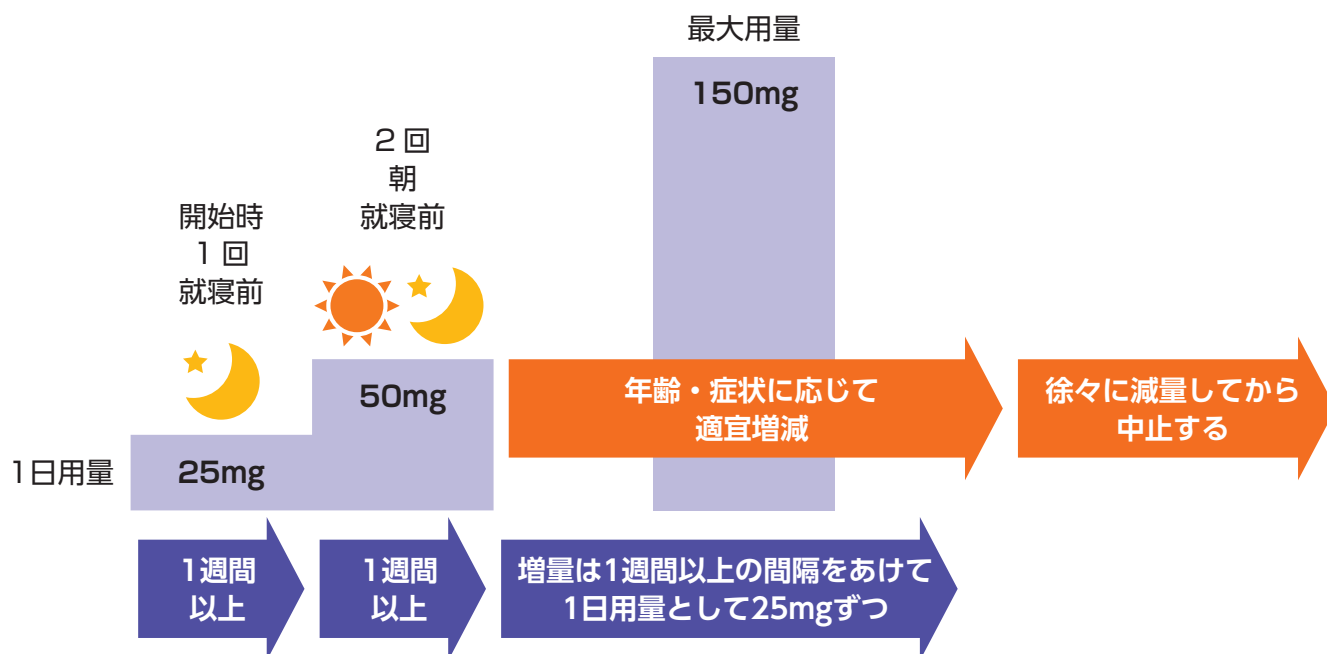 最大用量
150mg
2 回
朝
就寝前
開始時
1 回
就寝前
50mg
年齢・症状に応じて
適宜増減
徐々に減量してから
中止する
1日用量
25mg
1週間
以上
1週間
以上
増量は1週間以上の間隔をあけて
1日用量として25mgずつ